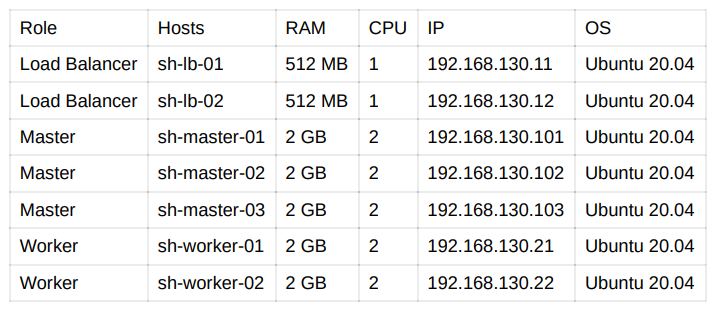 Role Hosts RAM CPU IP OS
Load Balancer sh-lb-01 512 MB 1 192.168.130.11 Ubuntu 20.04
Load Balancer sh-lb-02 512 MB 1 192.168.130.12 Ubuntu 20.04
Master sh-master-01 2 GB 2 192.168.130.101 Ubuntu 20.04
Master sh-master-02 2 GB 2 192.168.130.102 Ubuntu 20.04
Master sh-master-03 2 GB 2 192.168.130.103 Ubuntu 20.04
Worker sh-worker-01 2 GB 2 192.168.130.21 Ubuntu 20.04
Worker sh-worker-02 2 GB 2 192.168.130.22 Ubuntu 20.04